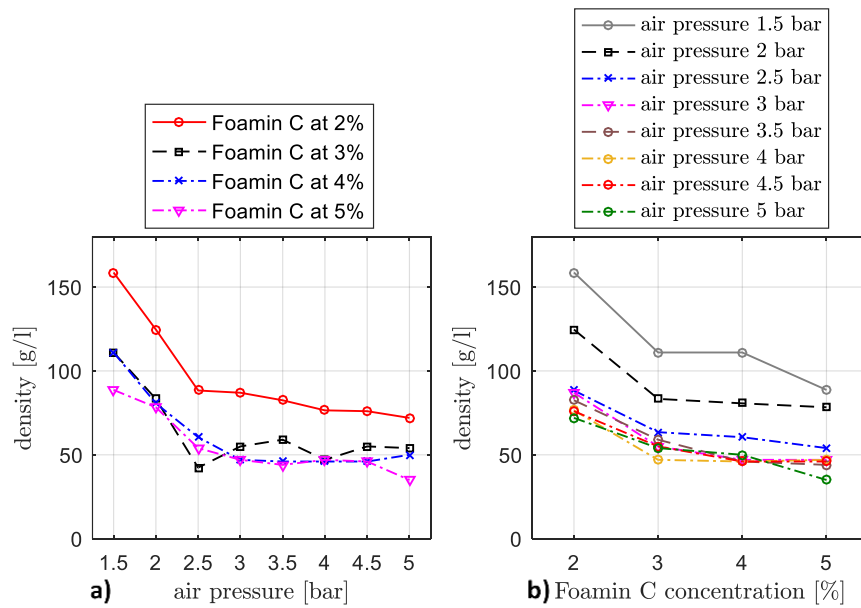 Foamin C at 2%
Foamin C at 3%
Foamin C at 4%
Foamin C at 5%
150
100
50
0
density [g/l]
1.5 2 2.5 3 3.5 4 4.5 5
a) air pressure [bar]
air pressure 1.5 bar
air pressure 2 bar
air pressure 2.5 bar
air pressure 3 bar
air pressure 3.5 bar
air pressure 4 bar
air pressure 4.5 bar
air pressure 5 bar
150
100
50
0
density [g/l]
2 3 4 5
b) Foamin C concentration [%]